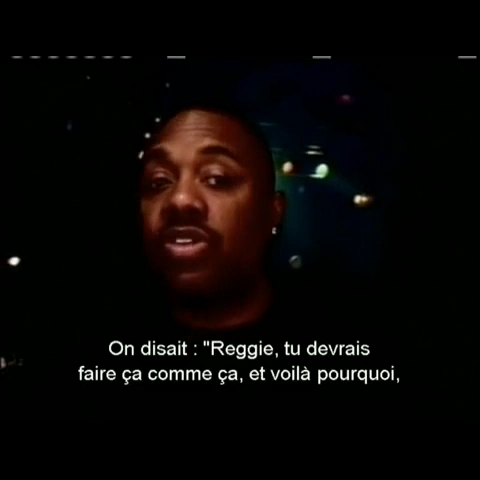 On disait : "Reggie, tu devrais
faire ça comme ça, et voilà pourquoi,